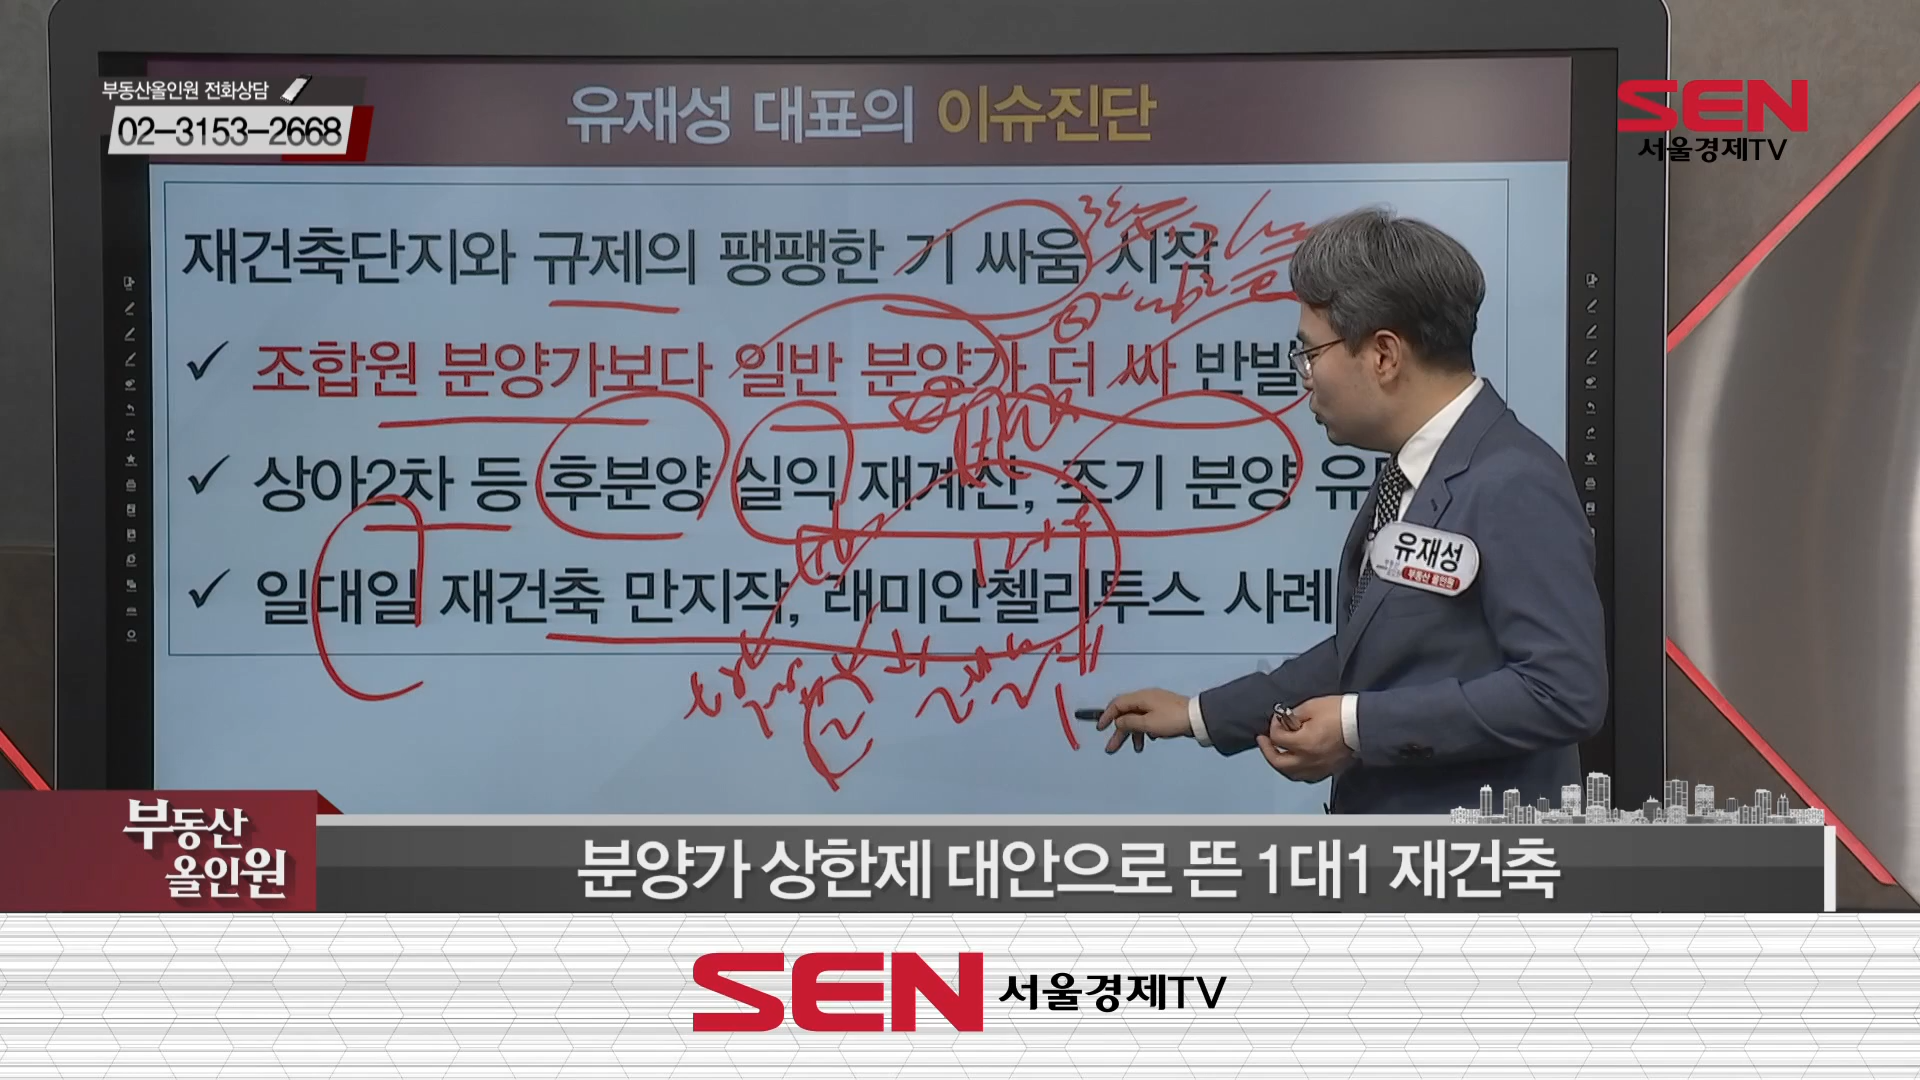 부동산올인원 전화상담
02-3153-2668
유재성 대표의 이슈진단
SEN
서울경제TV
재건축단지와 규제의 팽팽한 기 싸움 시작
✓ 조합원 분양가보다 일반 분양가 더 싸 반발
✓ 상아2차 등 후분양 실익 재계산, 조기 분양
✓ 일대일 재건축 만지작, 래미안첼리투스 사례
유재성
부동산 올인원
부동산
올인원
분양가 상한제 대안으로 뜬 1대1 재건축
SEN 서울경제TV